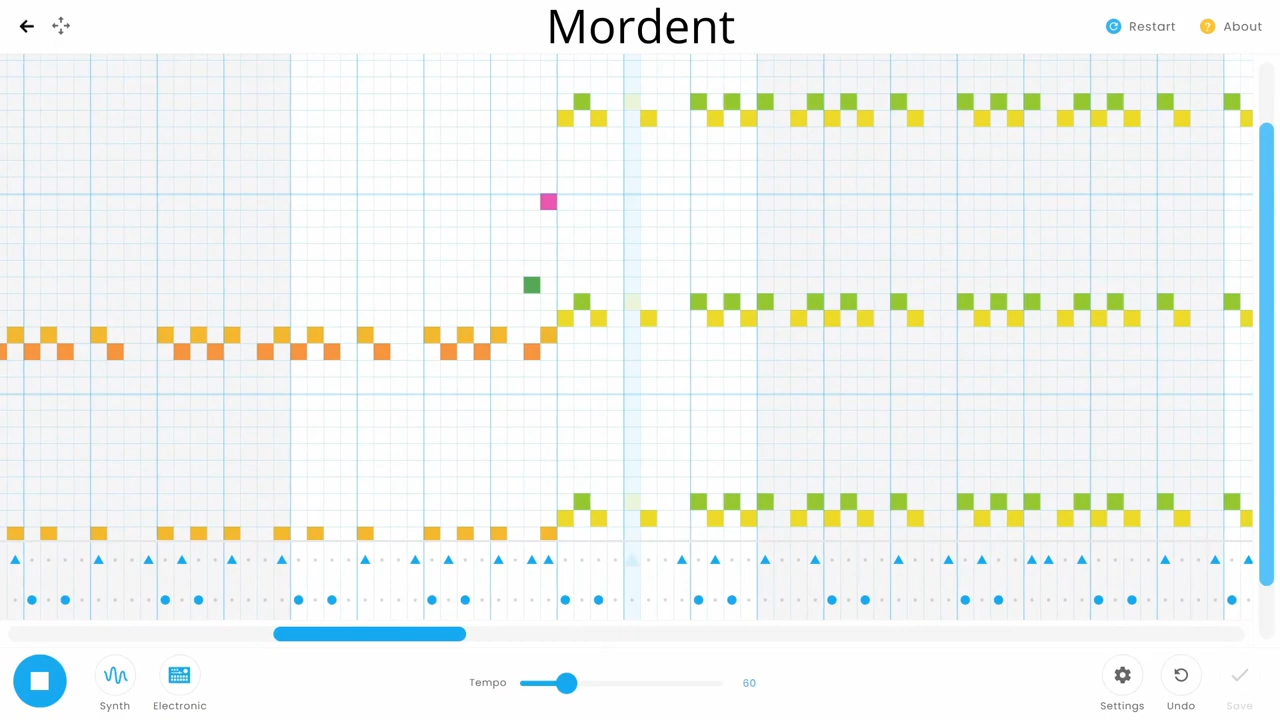 Mordent
Restart
About
Synth
Electronic
Tempo
60
Settings
Undo
Save